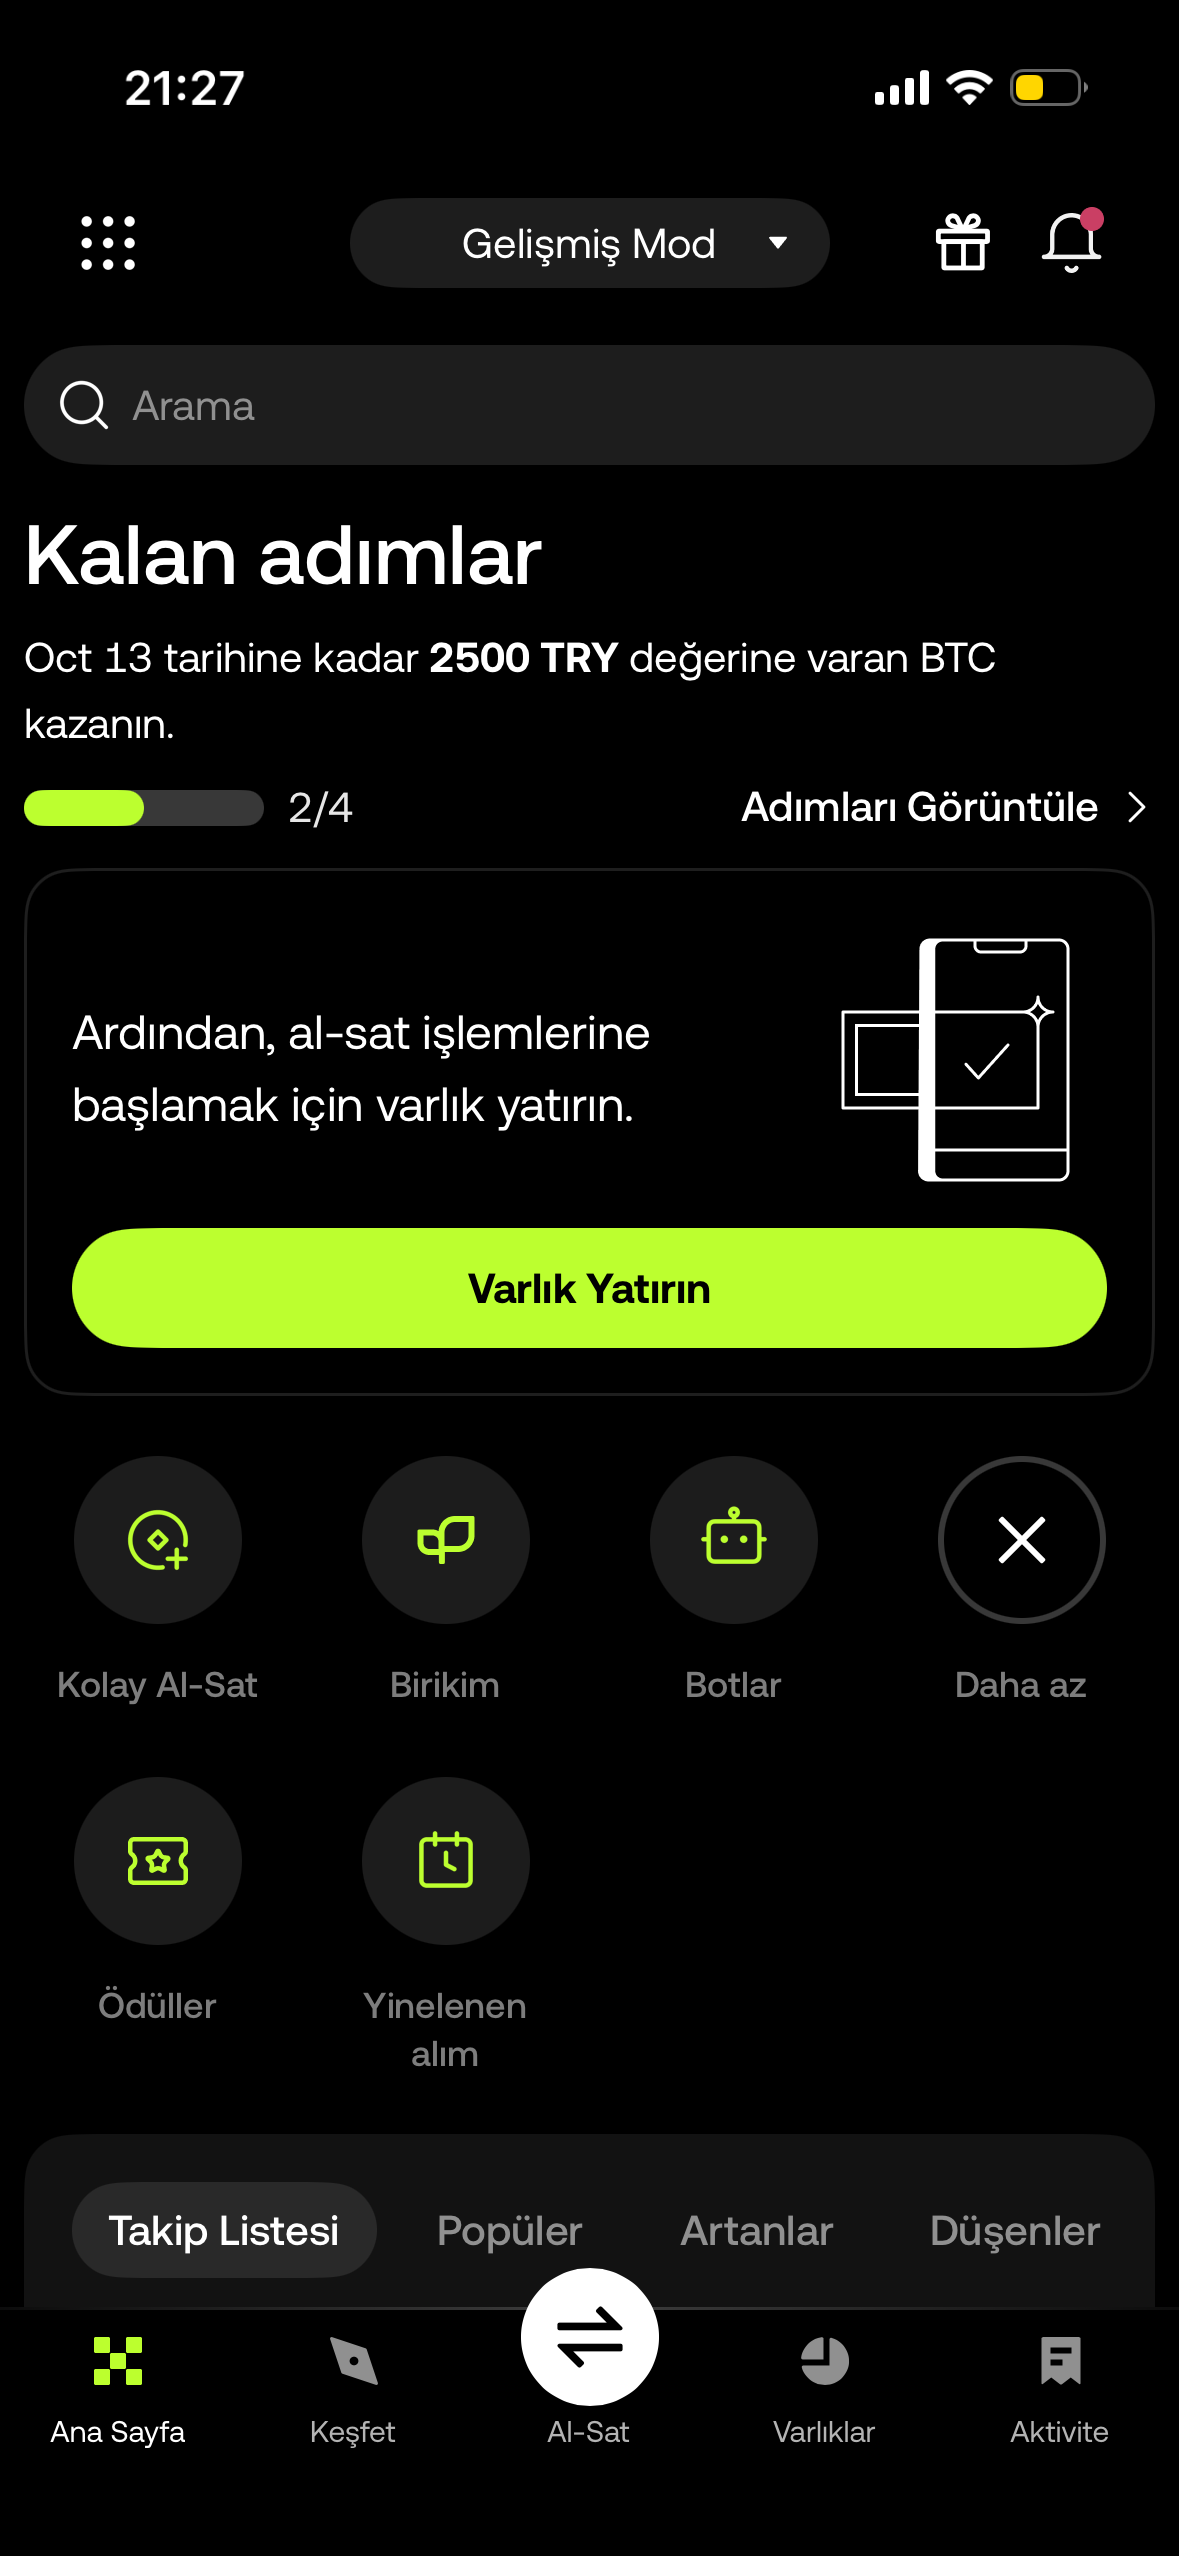 21:27
Gelişmiş Mod
Arama
Kalan adımlar
Oct 13 tarihine kadar 2500 TRY değerine varan BTC
kazanın.
2/4
Adımları Görüntüle
Ardından, al-sat işlemlerine
başlamak için varlık yatırın.
Varlık Yatırın
Kolay Al-Sat
Birikim
Botlar
Daha az
Ödüller
Yinelenen
alım
Takip Listesi
Popüler
Artanlar
Düşenler
Ana Sayfa
Keşfet
Al-Sat
Varlıklar
Aktivite